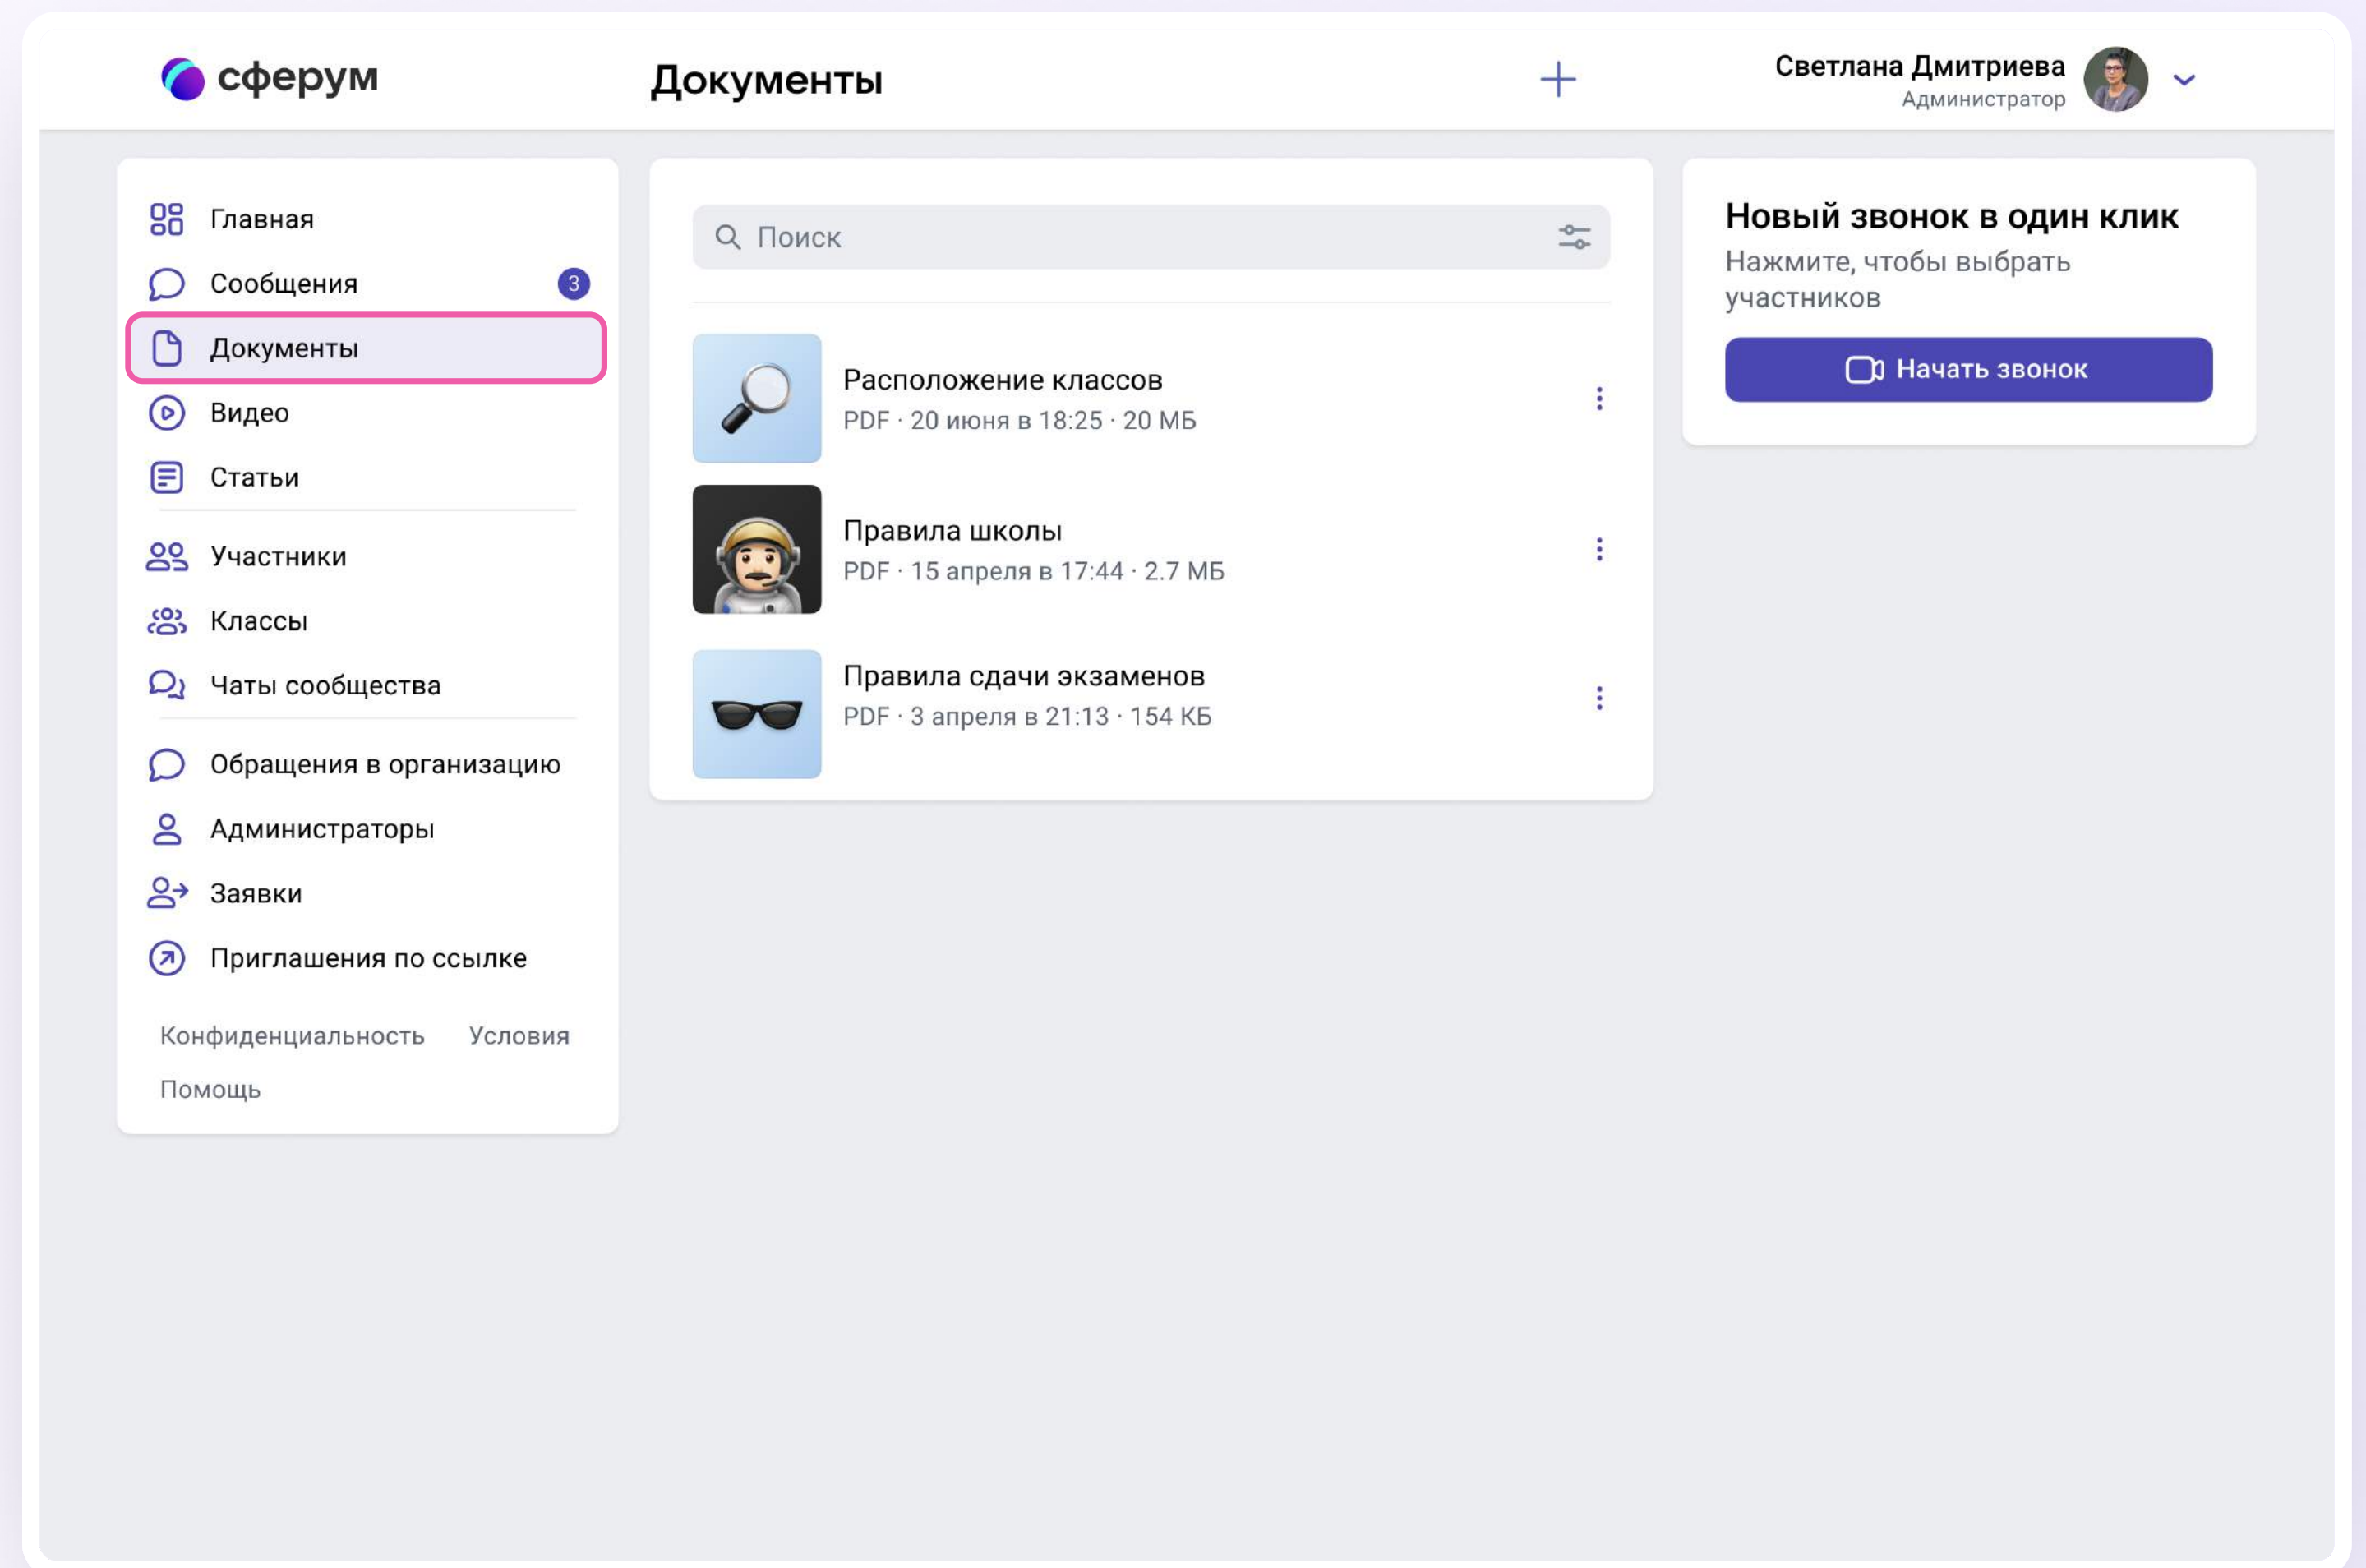 сферум
Документы
Светлана Дмитриева
Администратор
Главная
Сообщения 3
Документы
Видео
Статьи
Участники
Классы
Чаты сообщества
Обращения в организацию
Администраторы
Заявки
Приглашения по ссылке
Конфиденциальность Условия
Помощь
Поиск
Расположение классов
PDF · 20 июня в 18:25 · 20 МБ
Правила школы
PDF · 15 апреля в 17:44 · 2.7 МБ
Правила сдачи экзаменов
PDF · 3 апреля в 21:13 · 154 КБ
Новый звонок в один клик
Нажмите, чтобы выбрать
участников
Начать звонок